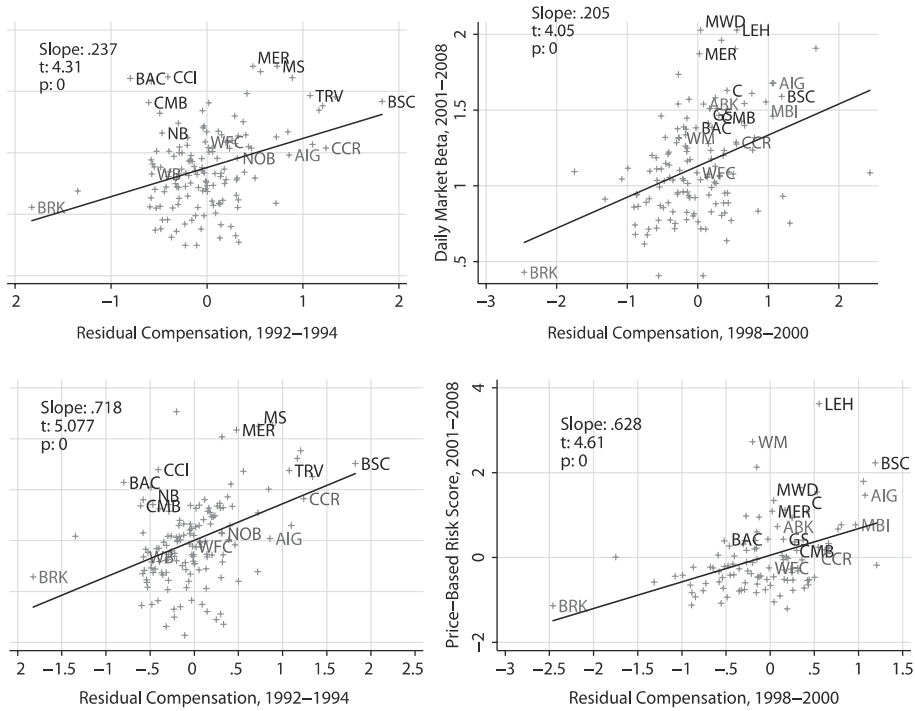 Slope: .237
t: 4.31
p: 0
MER
MS
BAC
CCI
TRV
BSC
CMB
NB
WFC
NOB
AIG
CCR
WB
BRK
2
−1
0
1
2
Residual Compensation, 1992−1994
Slope: .205
t: 4.05
p: 0
Daily Market Beta, 2001−2008
2
1.5
1
.5
MWD
LEH
MER
AIG
C
BSC
ABK
MBI
GS
CMB
BAC
WM
CCR
WFC
BRK
−3
−2
−1
0
1
2
Residual Compensation, 1998−2000
Slope: .718
t: 5.077
p: 0
MS
MER
CCI
TRV
BSC
BAC
NB
CMB
CCR
NOB
AIG
WFC
WB
BRK
2
−1.5
−1
−.5
0
.5
1
1.5
2
2.5
Residual Compensation, 1992−1994
Slope: .628
t: 4.61
p: 0
Price−Based Risk Score, 2001−2008
4
2
0
−2
LEH
WM
BSC
MWD
C
AIG
MER
ABK
MBI
BAC
GS
CMB
CCR
WFC
BRK
−3
−2.5
−2
−1.5
−1
−.5
0
.5
1
1.5
Residual Compensation, 1998−2000